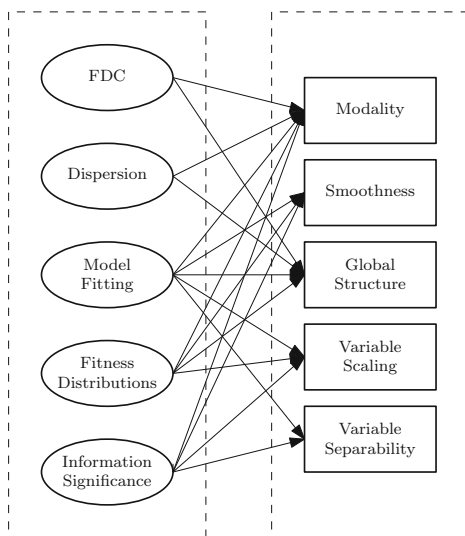 FDC
Dispersion
Model
Fitting
Fitness
Distributions
Information
Significance
Modality
Smoothness
Global
Structure
Variable
Scaling
Variable
Separability